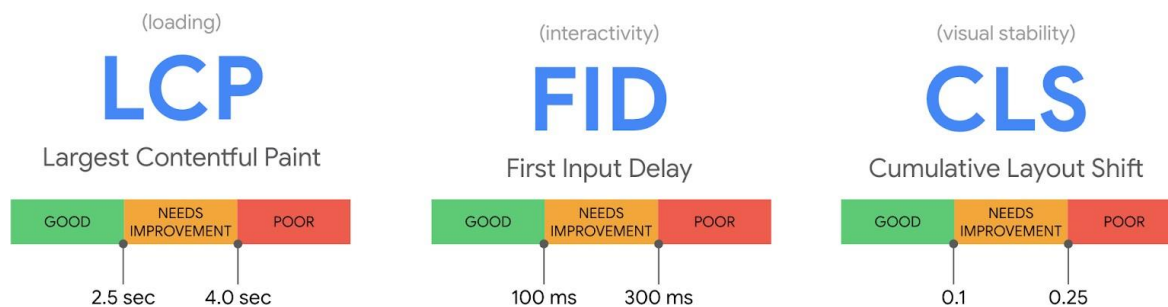 (loading)
LCP
Largest Contentful Paint
GOOD
NEEDS
IMPROVEMENT
POOR
2.5 sec
4.0 sec
(interactivity)
FID
First Input Delay
GOOD
NEEDS
IMPROVEMENT
POOR
100 ms
300 ms
(visual stability)
CLS
Cumulative Layout Shift
GOOD
NEEDS
IMPROVEMENT
POOR
0.1
0.25